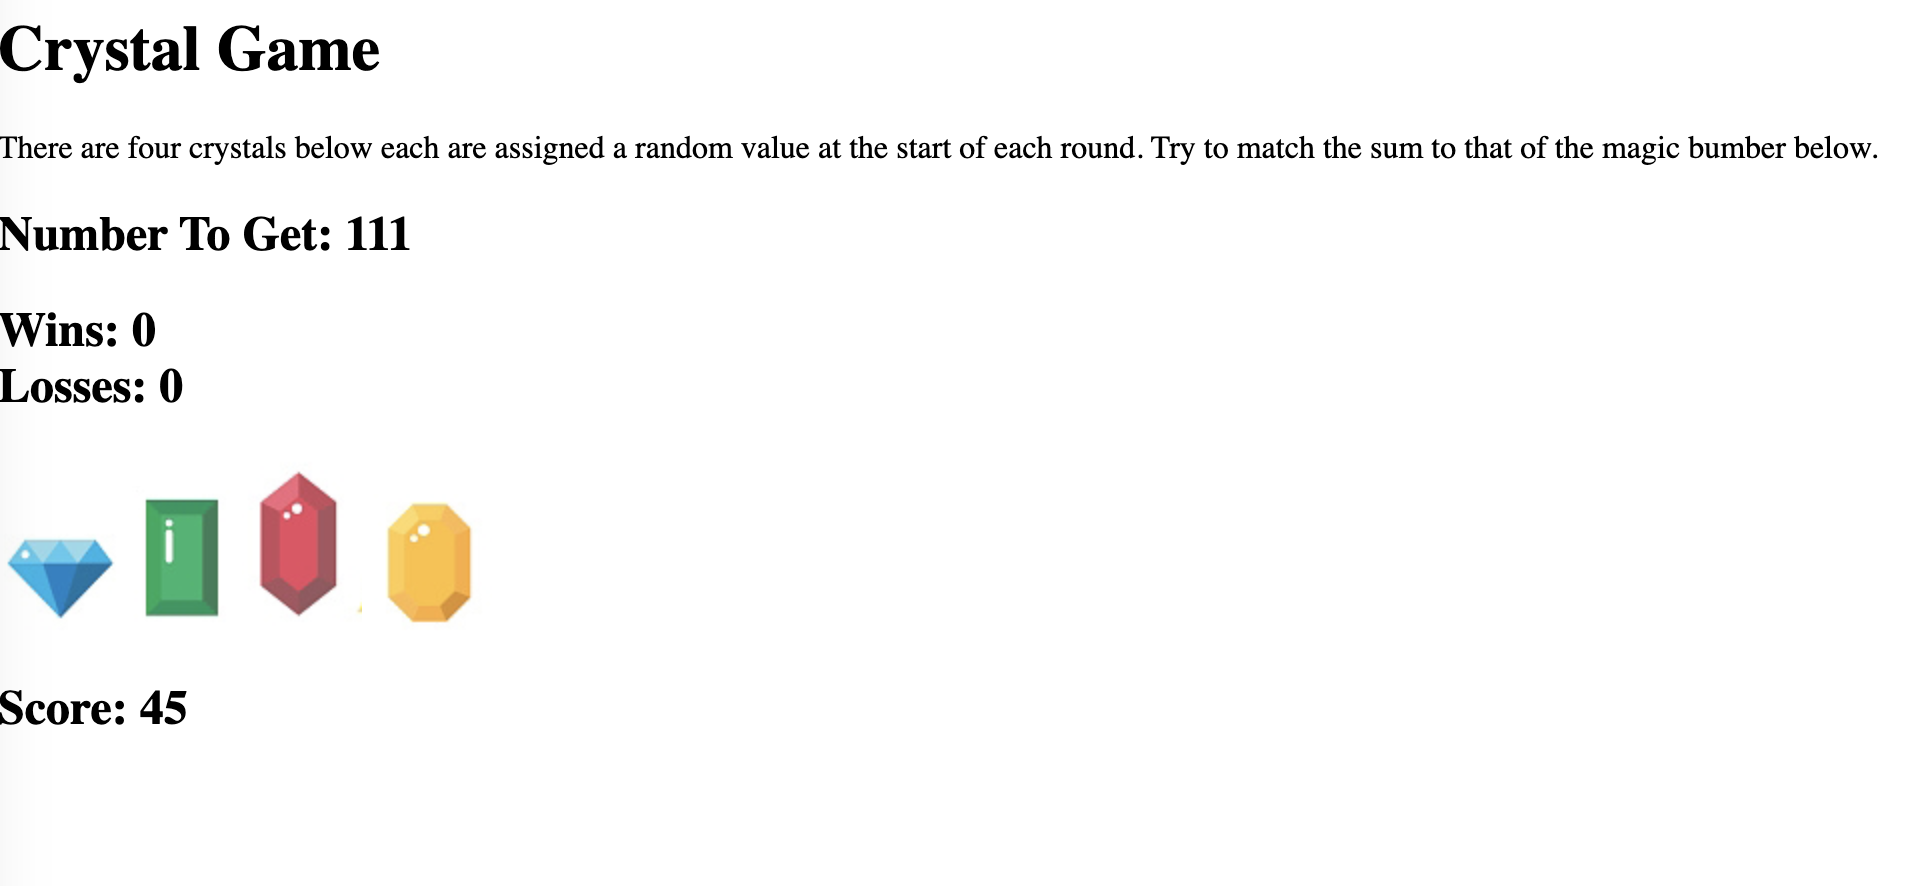 Crystal Game
There are four crystals below each are assigned a random value at the start of each round. Try to match the sum to that of the magic bumber below.
Number To Get: 111
Wins: 0
Losses: 0
Score: 45